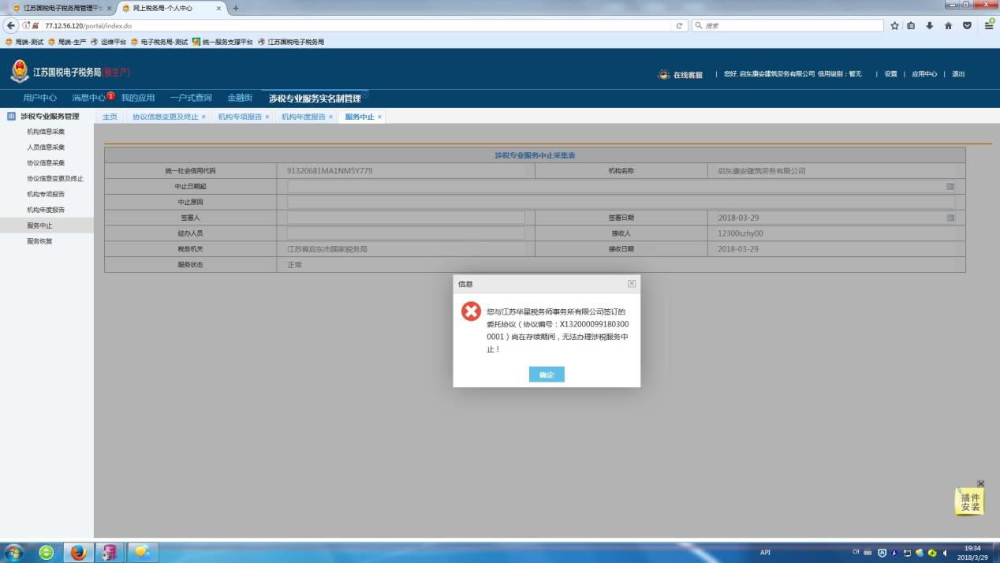 江苏国税电子税务局管理平台
网上税务局-个人中心
77.12.56.120/portal/index.do
搜索
局端-测试 局端-生产 运维平台 电子税务局-测试 统一服务支撑平台 江苏国税电子税务局
江苏国税电子税务局(预生产)
在线客服 | 您好, 启东康安建筑劳务有限公司 信用级别：暂无 | 设置 | 应用中心 | 退出
用户中心 消息中心 1 我的应用 一户式查询 金融街 涉税专业服务实名制管理
涉税专业服务管理
机构信息采集
人员信息采集
协议信息采集
协议信息变更及终止
机构专项报告
机构年度报告
服务中止
服务恢复
主页 协议信息变更及终止 × 机构专项报告 × 机构年度报告 × 服务中止 ×
涉税专业服务中止采集表
统一社会信用代码 91320681MA1NM5Y779 机构名称 启东康安建筑劳务有限公司
中止日期起
中止原因
签署人 签署日期 2018-03-29
经办人员 接收人 12300szhy00
税务机关 江苏省启东市国家税务局 接收日期 2018-03-29
服务状态 正常
信息
您与江苏华星税务师事务所有限公司签订的
委托协议（协议编号：X132000099180300
0001）尚在存续期间，无法办理涉税服务中
止！
确定
插件
安装
API
CH
19:34
2018/3/29